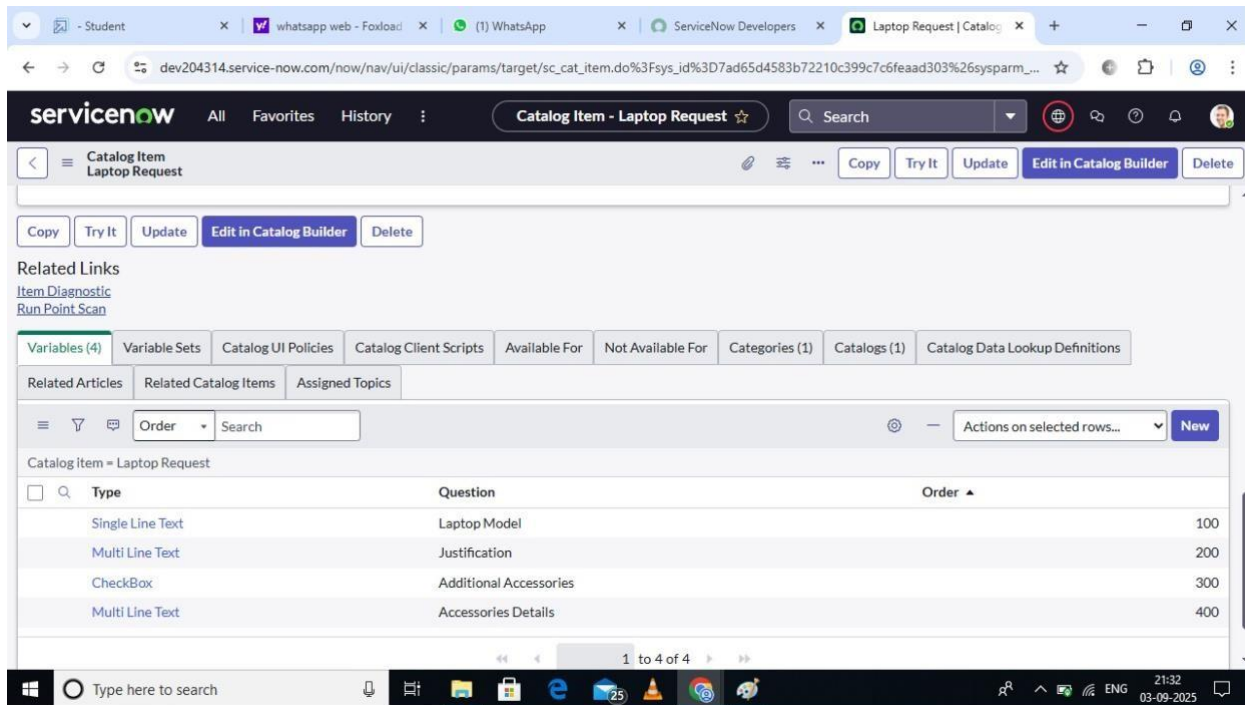 - Student
whatsapp web - Foxload
(1) WhatsApp
ServiceNow Developers
Laptop Request | Catalog
dev204314.service-now.com/now/nav/ui/classic/params/target/sc_cat_item.do%3Fsys_id%3D7ad65d4583b72210c399c7c6feaad303%26sysparm_...
servicenow All Favorites History Catalog Item - Laptop Request Search
Catalog Item
Laptop Request
Copy Try It Update Edit in Catalog Builder Delete
Copy Try It Update Edit in Catalog Builder Delete
Related Links
Item Diagnostic
Run Point Scan
Variables (4) Variable Sets Catalog UI Policies Catalog Client Scripts Available For Not Available For Categories (1) Catalogs (1) Catalog Data Lookup Definitions
Related Articles Related Catalog Items Assigned Topics
Order Search Actions on selected rows... New
Catalog item = Laptop Request
Type Question Order
Single Line Text Laptop Model 100
Multi Line Text Justification 200
CheckBox Additional Accessories 300
Multi Line Text Accessories Details 400
1 to 4 of 4
Type here to search 25 ENG 21:32
03-09-2025